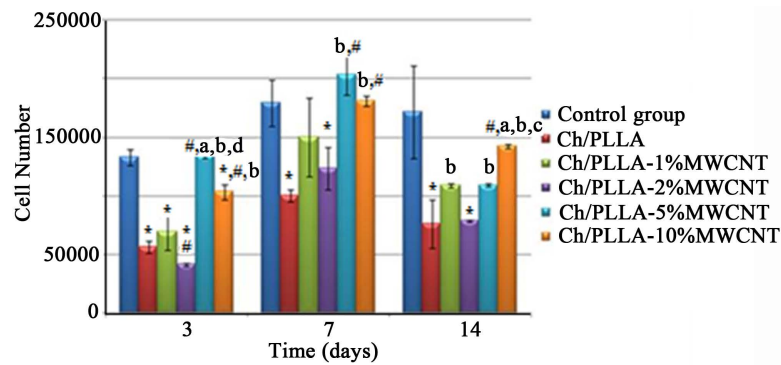 250000
150000
50000
0
Cell Number
*
*
*
#
#,a,b,d
*,#,b
*
*
b,#
b,#
*
b
*
b
#,a,b,c
3
7
14
Time (days)
Control group
Ch/PLLA
Ch/PLLA-1%MWCNT
Ch/PLLA-2%MWCNT
Ch/PLLA-5%MWCNT
Ch/PLLA-10%MWCNT